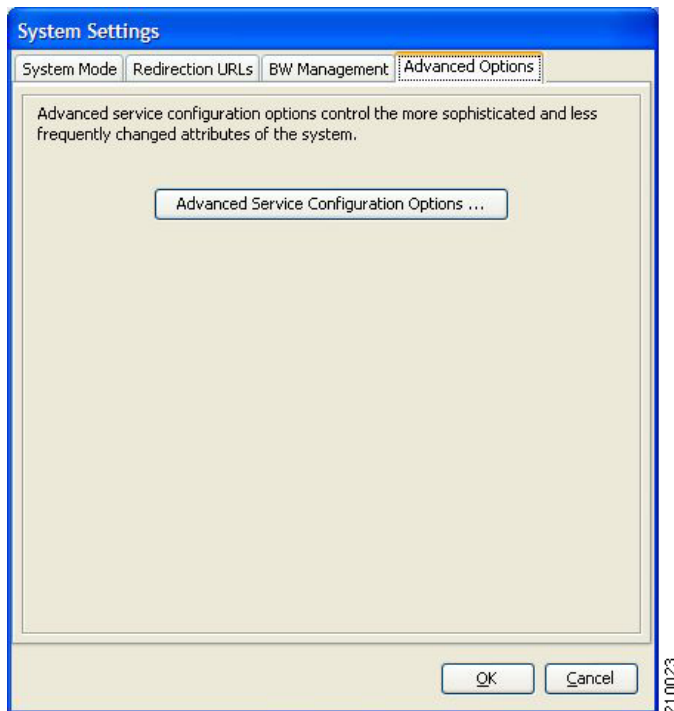 System Settings
System Mode Redirection URLs BW Management Advanced Options
Advanced service configuration options control the more sophisticated and less
frequently changed attributes of the system.
Advanced Service Configuration Options ...
OK Cancel
210023